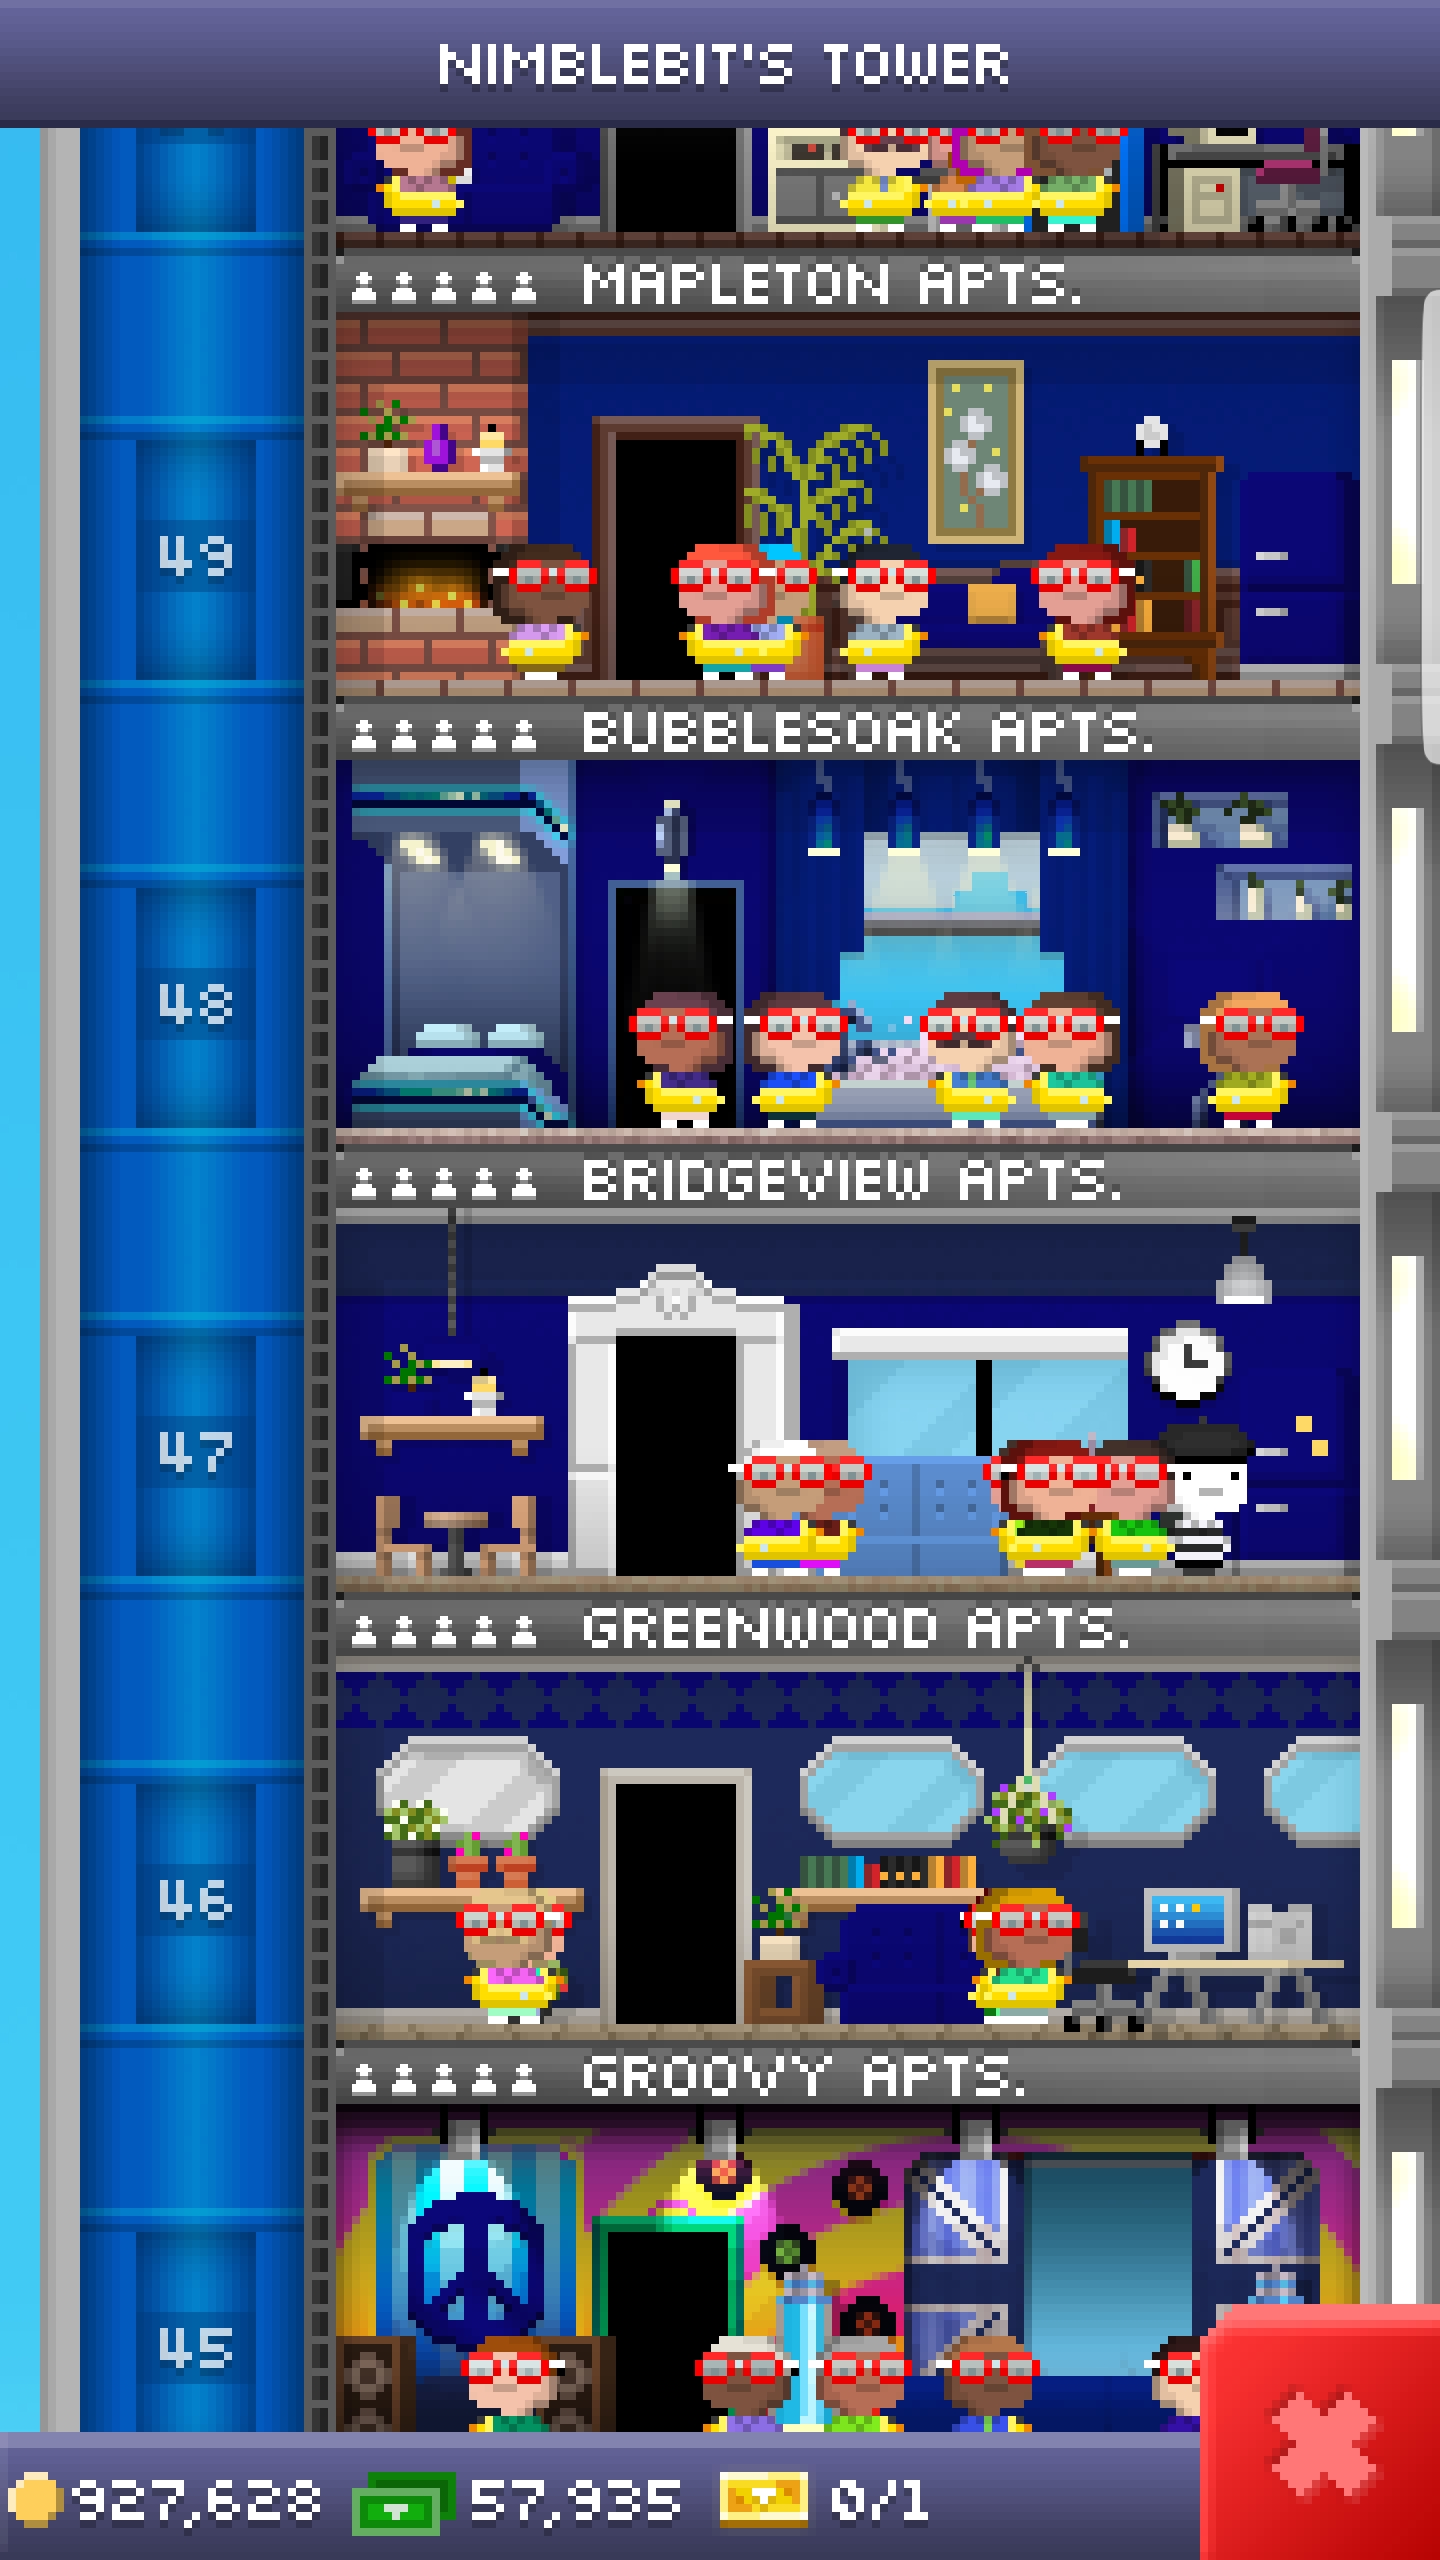 NIMBLEBIT'S TOWER
MAPLETON APTS.
49
BUBBLESOAK APTS.
48
BRIDGEVIEW APTS.
47
GREENWOOD APTS.
46
GROOVY APTS.
45
927,628 57,935 0/1